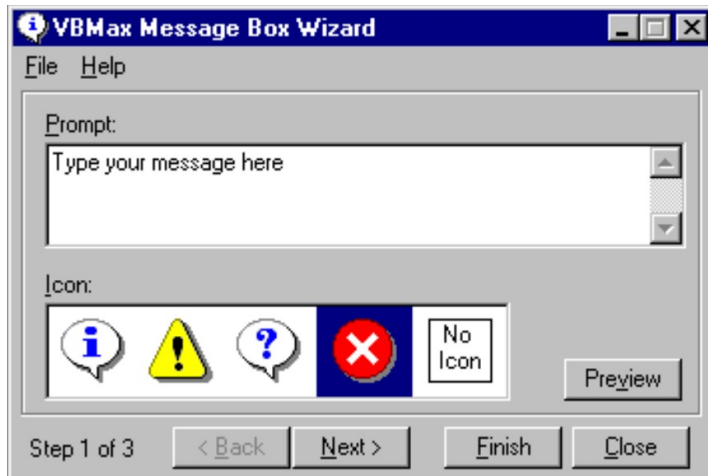 VBMax Message Box Wizard
File Help
Prompt:
Type your message here
Icon:
No
Icon
Preview
Step 1 of 3 < Back Next > Finish Close